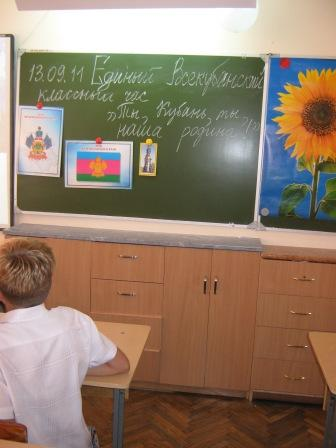 13.09.11 Единый Всекубанский
классный час
"Ты Кубань, ты
наша родина"